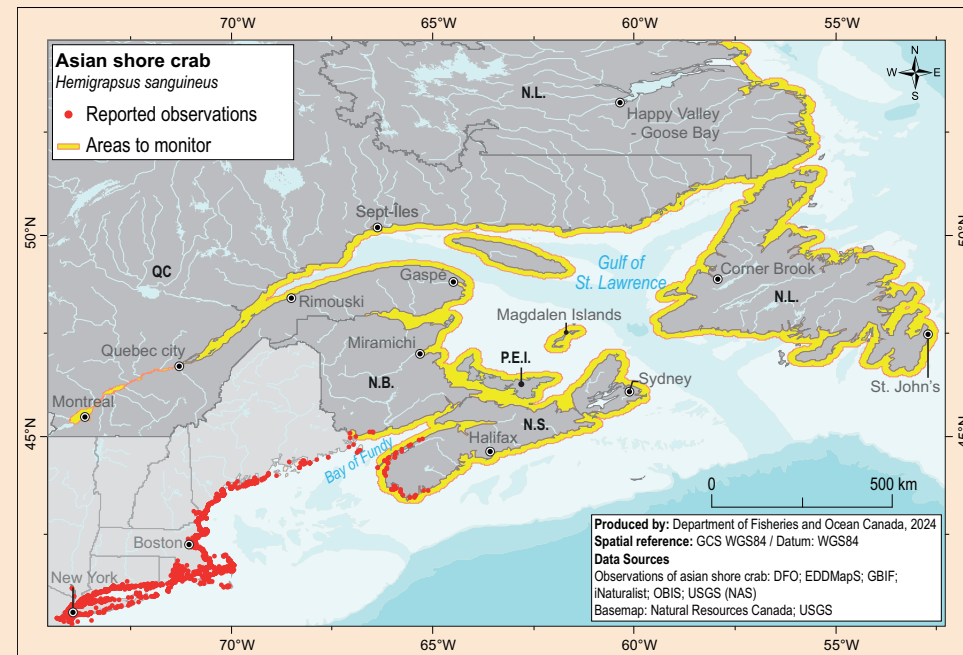 70°W 65°W 60°W 55°W
Asian shore crab
Hemigrapsus sanguineus
Reported observations
Areas to monitor
N
W E
S
N.L.
Happy Valley
- Goose Bay
Sept-Îles
50°N
50°N
QC
Gaspé
Gulf of
St. Lawrence
Corner Brook
N.L.
Rimouski
Magdalen Islands
Quebec city
Miramichi
P.E.I.
N.B.
Sydney
St. John's
Montreal
45°N
45°N
N.S.
Halifax
Bay of Fundy
0 500 km
Boston
New York
Produced by: Department of Fisheries and Ocean Canada, 2024
Spatial reference: GCS WGS84 / Datum: WGS84
Data Sources
Observations of asian shore crab: DFO; EDDMapS; GBIF;
iNaturalist; OBIS; USGS (NAS)
Basemap: Natural Resources Canada; USGS
70°W 65°W 60°W 55°W